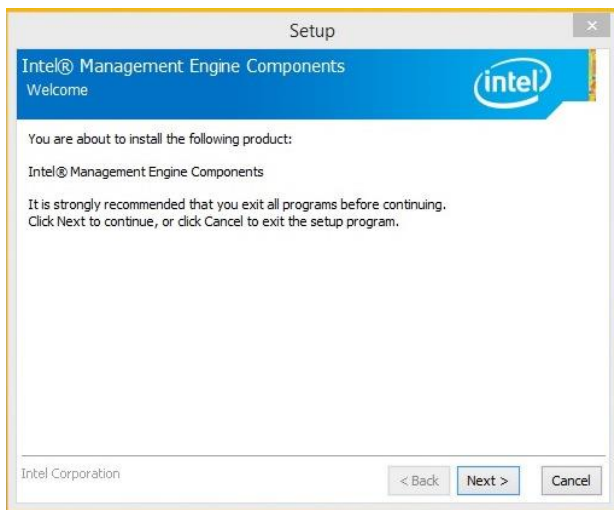 Setup
Intel® Management Engine Components
Welcome
intel
You are about to install the following product:
Intel® Management Engine Components
It is strongly recommended that you exit all programs before continuing.
Click Next to continue, or click Cancel to exit the setup program.
Intel Corporation
< Back Next > Cancel